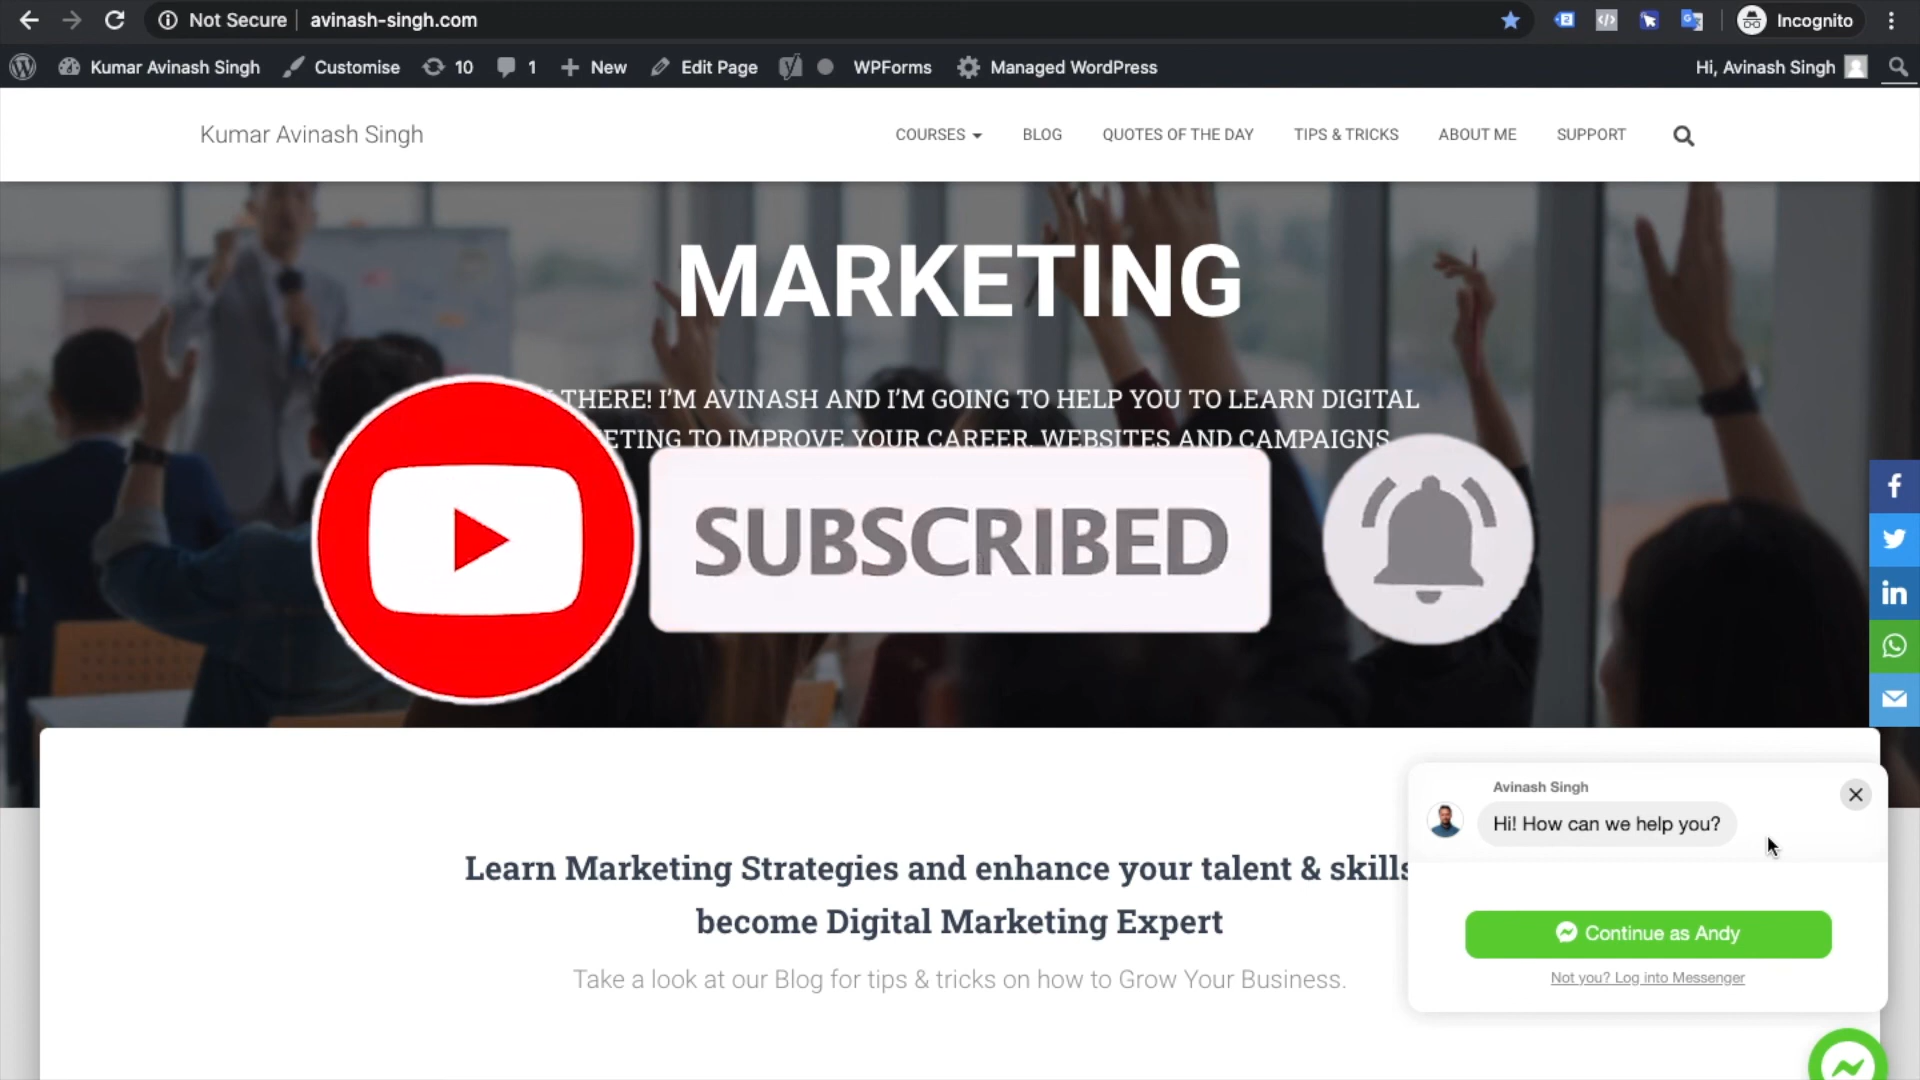 Not Secure avinash-singh.com Incognito
Kumar Avinash Singh Customise 10 1 New Edit Page WPForms Managed WordPress Hi, Avinash Singh
Kumar Avinash Singh COURSES BLOG QUOTES OF THE DAY TIPS & TRICKS ABOUT ME SUPPORT
MARKETING
THERE! I'M AVINASH AND I'M GOING TO HELP YOU TO LEARN DIGITAL
ETING TO IMPROVE YOUR CAREER, WEBSITES AND CAMPAIGNS
SUBSCRIBED
Learn Marketing Strategies and enhance your talent & skills
become Digital Marketing Expert
Take a look at our Blog for tips & tricks on how to Grow Your Business.
Avinash Singh
Hi! How can we help you?
Continue as Andy
Not you? Log into Messenger